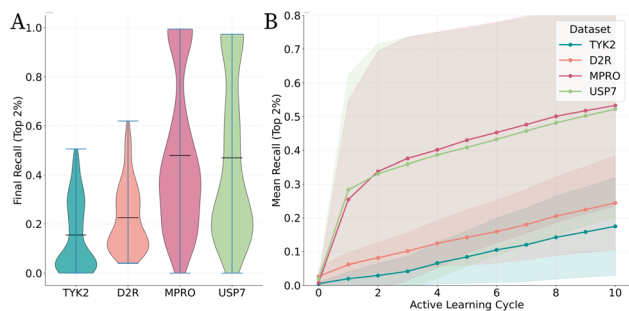 A
Final Recall (Top 2%)
1.0
0.8
0.6
0.4
0.2
0.0
TYK2 D2R MPRO USP7
B
Mean Recall (Top 2%)
0.8
0.7
0.6
0.5
0.4
0.3
0.2
0.1
0.0
0 2 4 6 8 10
Active Learning Cycle
Dataset
TYK2
D2R
MPRO
USP7